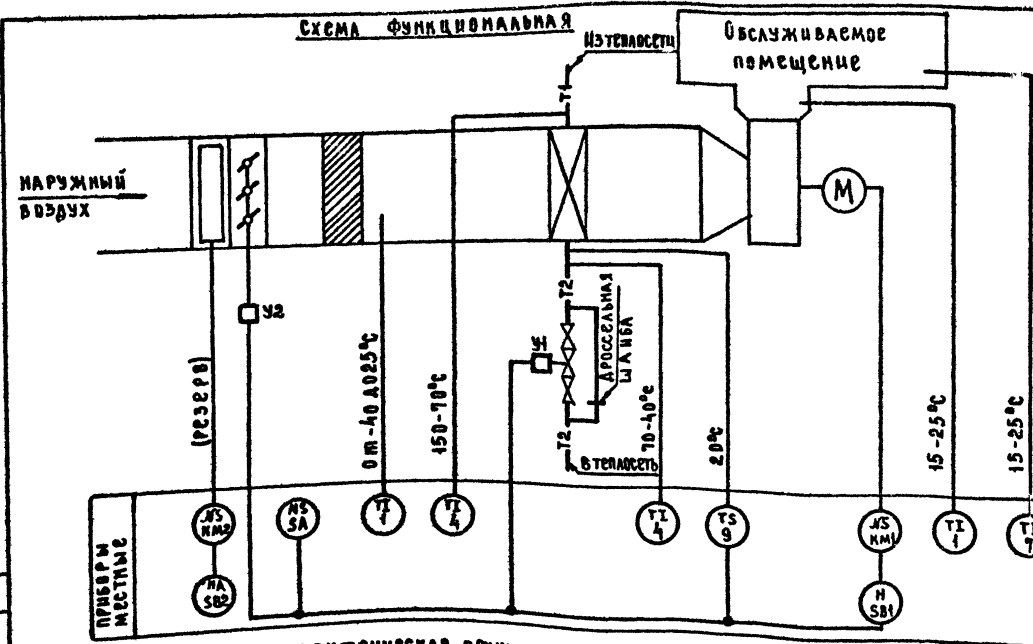 СХЕМА ФУНКЦИОНАЛЬНАЯ
ИЗ ТЕПЛОСЕТИ
ОБСЛУЖИВАЕМОЕ
ПОМЕЩЕНИЕ
Т1
НАРУЖНЫЙ
ВОЗДУХ
М
У2
Т2
ДРОССЕЛЬНАЯ
ШАЙБА
У1
(РЕЗЕРВ)
от -40 до 25°С
150-70°С
Т2
В ТЕПЛОСЕТЬ
70-40°С
20°С
15-25°С
15-25°С
ПРИБОРЫ
МЕСТНЫЕ
NS
КМ2
NS
SA
TI
1
TI
4
TI
4
TS
9
NS
КМ1
TI
1
TI
НА
SB2
Н
SB1